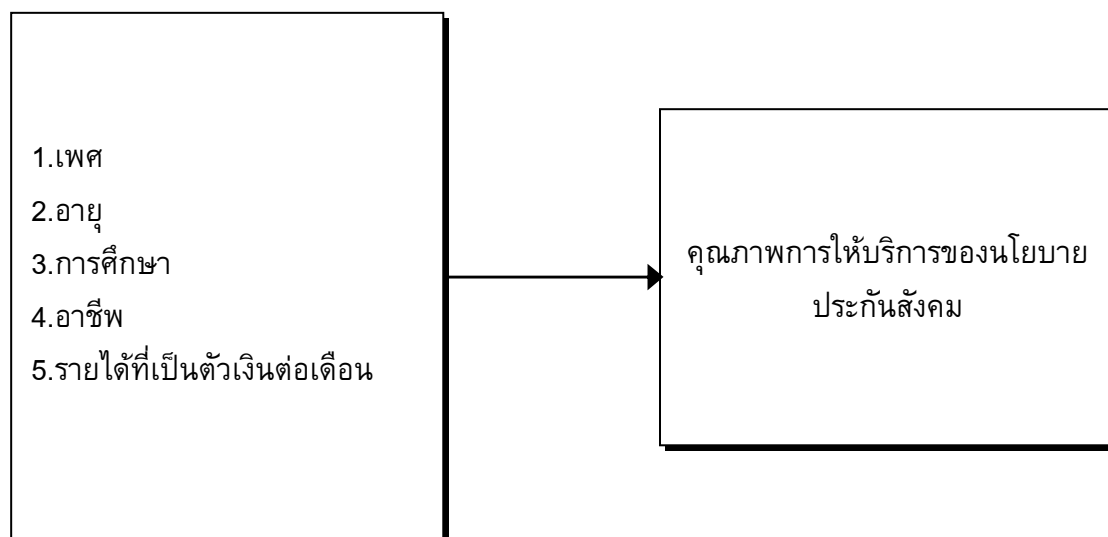 1.เพศ
2.อายุ
3.การศึกษา
4.อาชีพ
5.รายได้ที่เป็นตัวเงินต่อเดือน
คุณภาพการให้บริการของนโยบาย
ประกันสังคม